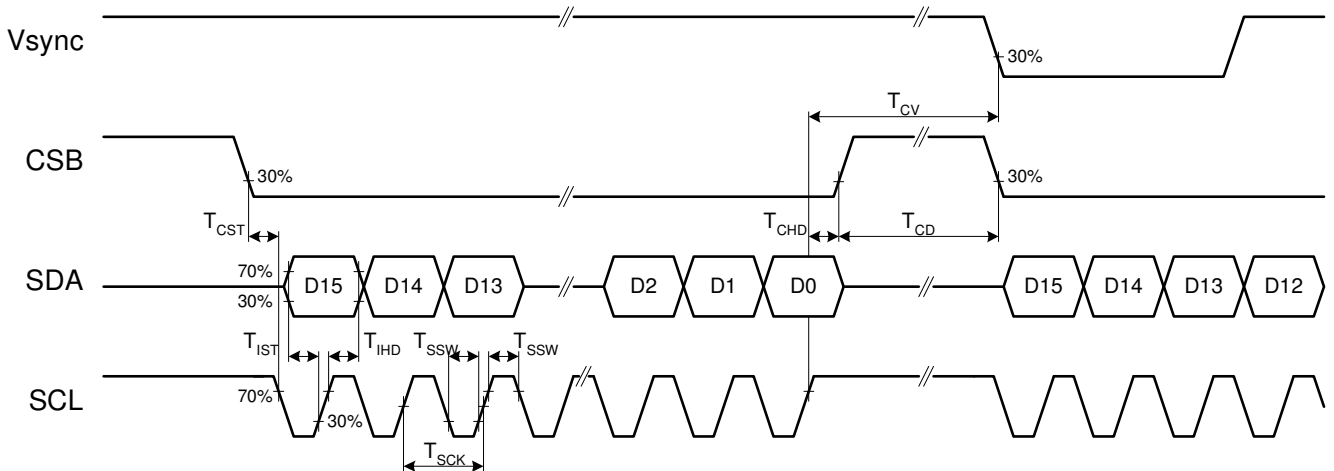 Vsync
30%
T_CV
CSB
30%
30%
T_CST
T_CHD
T_CD
SDA
70%
30%
D15 D14 D13 D2 D1 D0 D15 D14 D13 D12
T_IST T_IHD T_SSW T_SSW
SCL
70%
30%
T_SCK